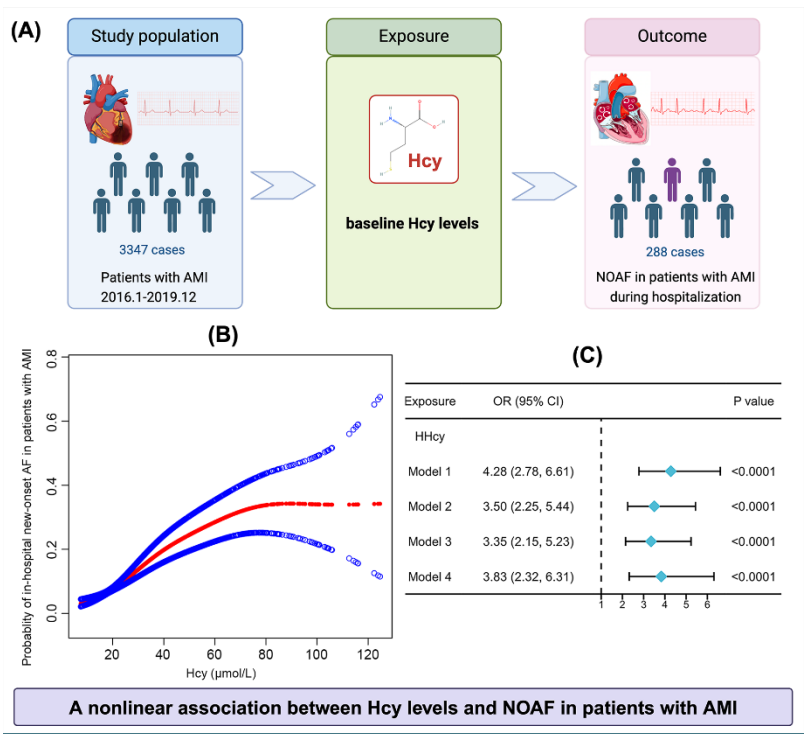 (A)
Study population
Exposure
Outcome
Hcy
3347 cases
Patients with AMI
2016.1-2019.12
baseline Hcy levels
288 cases
NOAF in patients with AMI
during hospitalization
(B)
Probablity of in-hospital new-onset AF in patients with AMI
0.8
0.6
0.4
0.2
0.0
20 40 60 80 100 120
Hcy (μmol/L)
(C)
Exposure OR (95% CI) P value
HHcy
Model 1 4.28 (2.78, 6.61) <0.0001
Model 2 3.50 (2.25, 5.44) <0.0001
Model 3 3.35 (2.15, 5.23) <0.0001
Model 4 3.83 (2.32, 6.31) <0.0001
1 2 3 4 5 6
A nonlinear association between Hcy levels and NOAF in patients with AMI